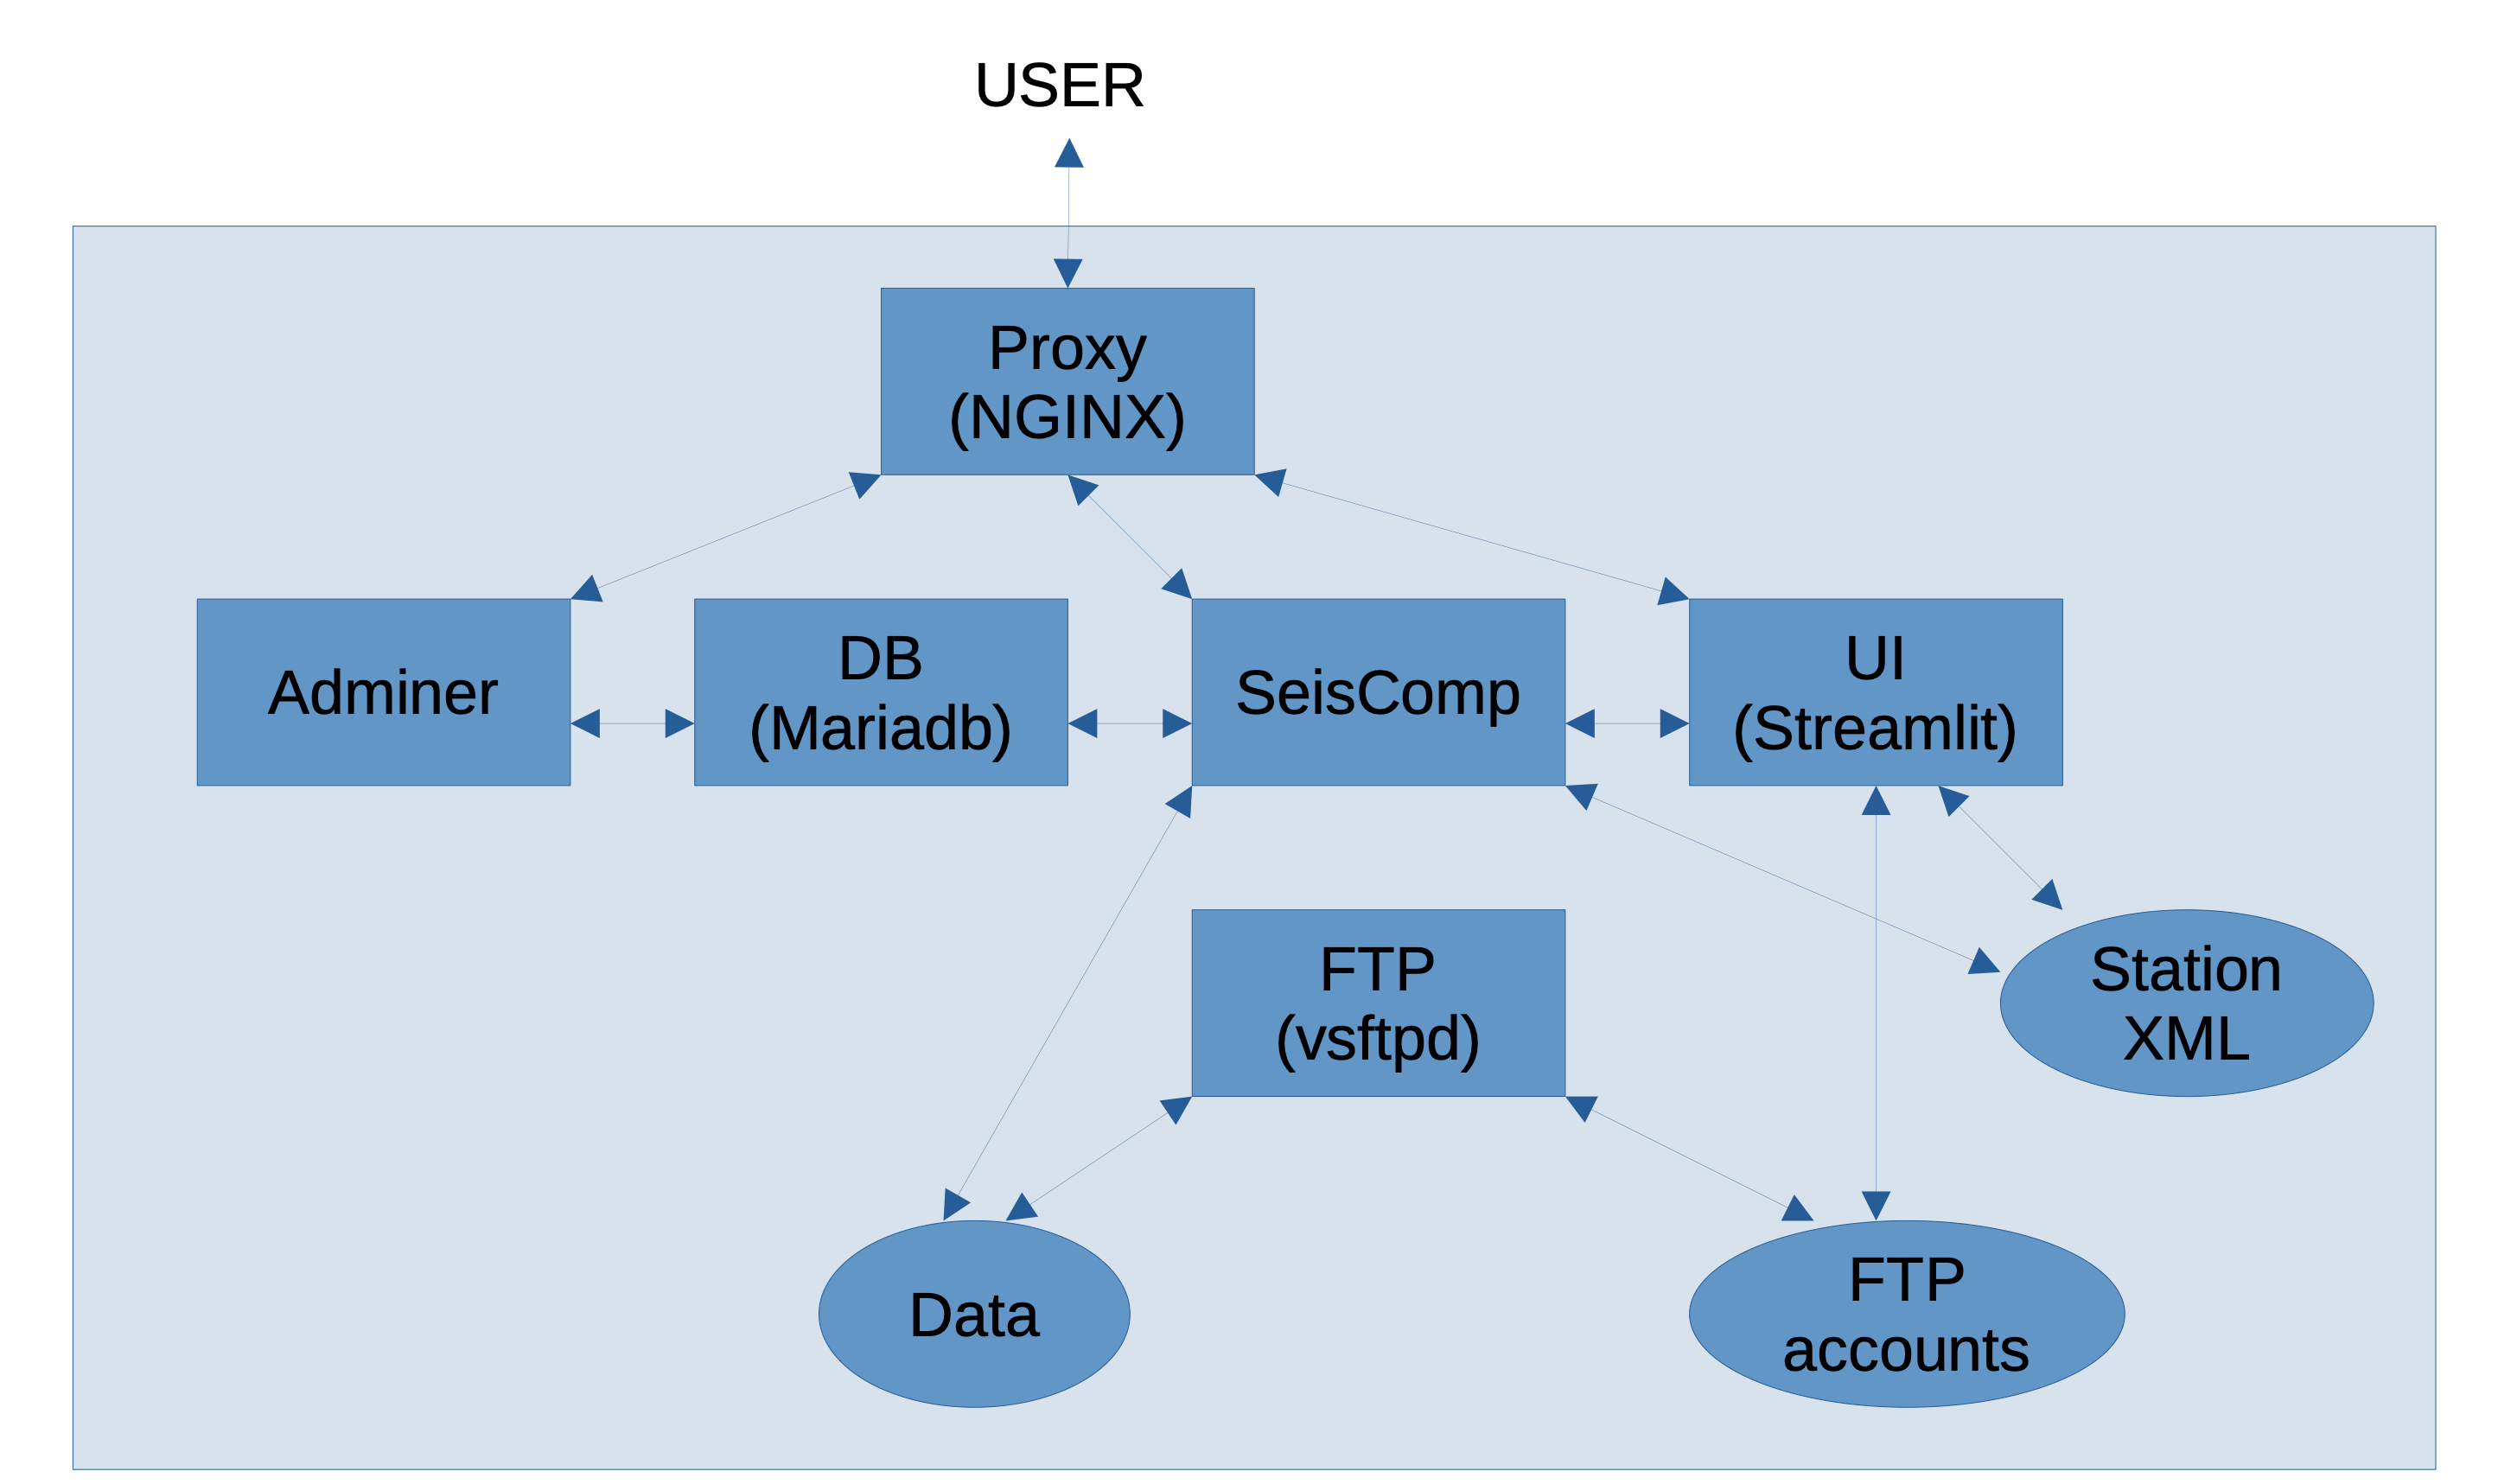 USER
Proxy
(NGINX)
Adminer
DB
(Mariadb)
SeisComp
UI
(Streamlit)
FTP
(vsftpd)
Station
XML
Data
FTP
accounts